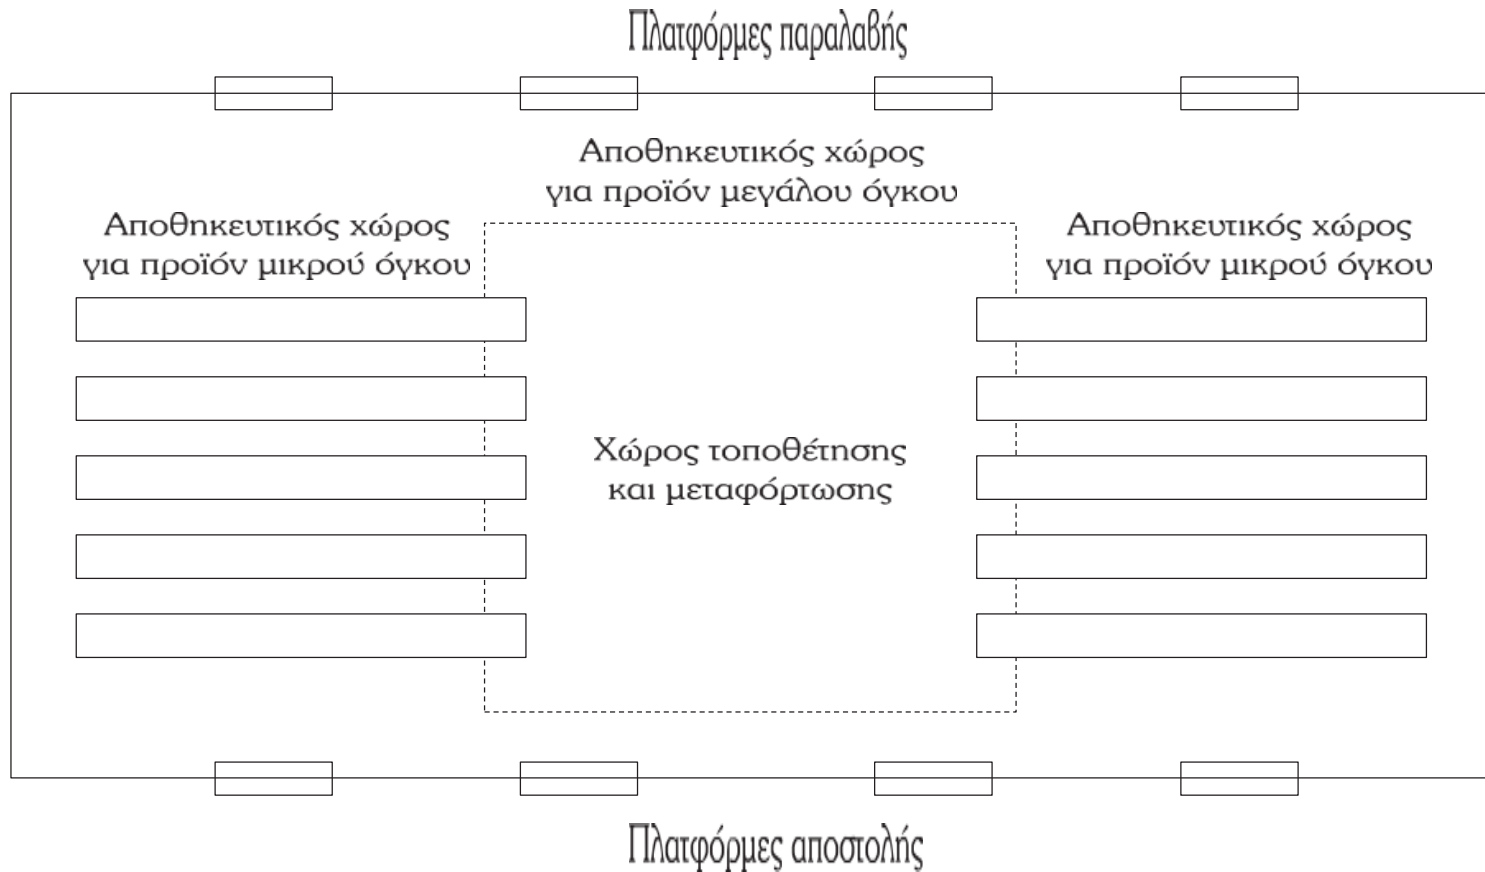 Πλατφόρμες παραλαβής
Αποθηκευτικός χώρος
για προϊόν μεγάλου όγκου
Αποθηκευτικός χώρος
για προϊόν μικρού όγκου
Αποθηκευτικός χώρος
για προϊόν μικρού όγκου
Χώρος τοποθέτησης
και μεταφόρτωσης
Πλατφόρμες αποστολής